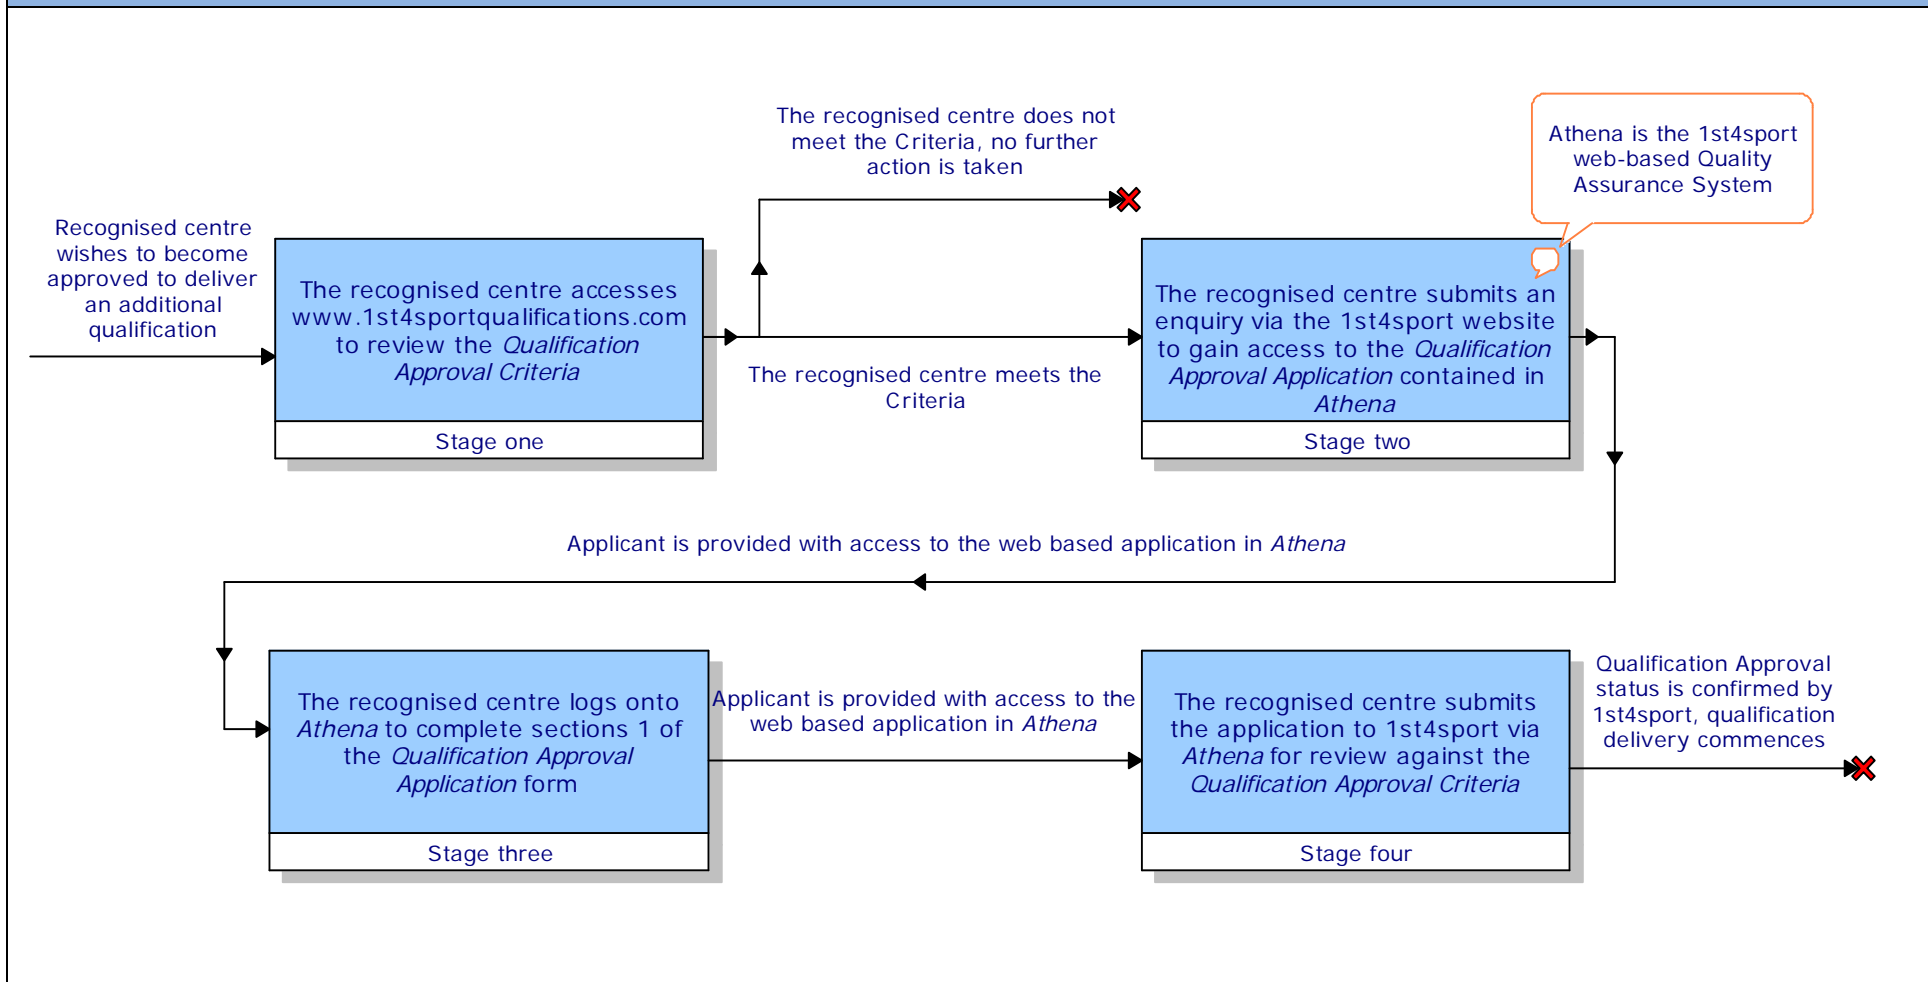 The recognised centre does not
meet the Criteria, no further
action is taken
Athena is the 1st4sport
web-based Quality
Assurance System
Recognised centre
wishes to become
approved to deliver
an additional
qualification
The recognised centre accesses
www.1st4sportqualifications.com
to review the Qualification
Approval Criteria
Stage one
The recognised centre meets the
Criteria
The recognised centre submits an
enquiry via the 1st4sport website
to gain access to the Qualification
Approval Application contained in
Athena
Stage two
Applicant is provided with access to the web based application in Athena
The recognised centre logs onto
Athena to complete sections 1 of
the Qualification Approval
Application form
Stage three
Applicant is provided with access to the
web based application in Athena
The recognised centre submits
the application to 1st4sport via
Athena for review against the
Qualification Approval Criteria
Stage four
Qualification Approval
status is confirmed by
1st4sport, qualification
delivery commences